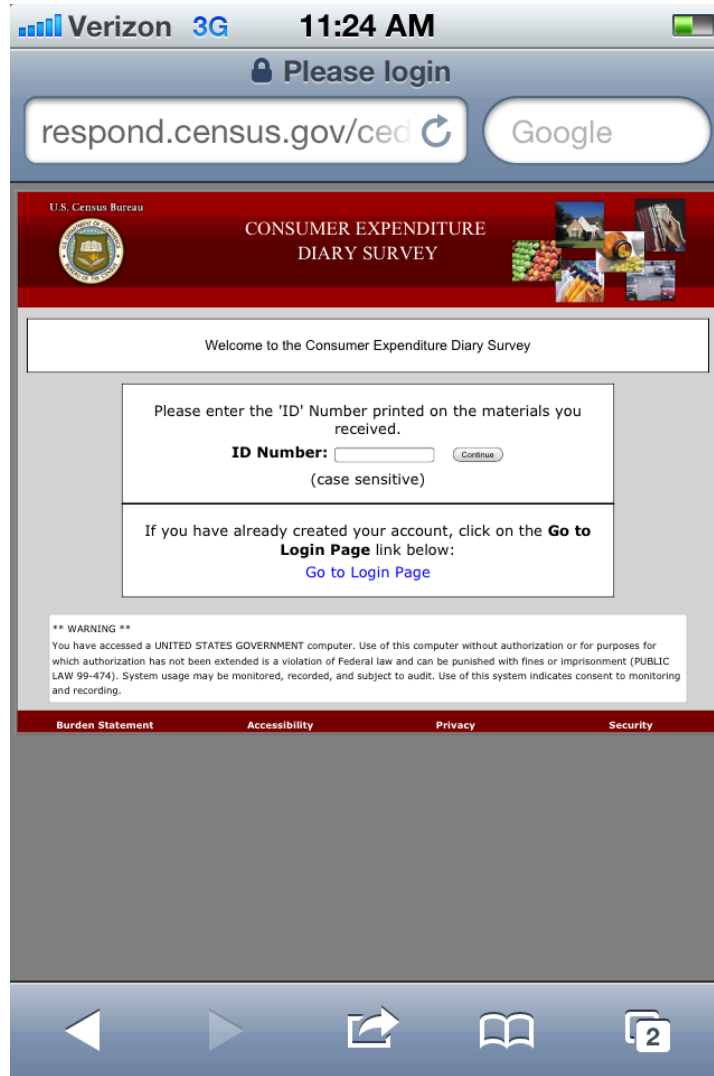 Verizon 3G 11:24 AM
Please login
respond.census.gov/ced
Google
U.S. Census Bureau
CONSUMER EXPENDITURE
DIARY SURVEY
Welcome to the Consumer Expenditure Diary Survey
Please enter the 'ID' Number printed on the materials you
received.
ID Number: Continue
(case sensitive)
If you have already created your account, click on the Go to
Login Page link below:
Go to Login Page
** WARNING **
You have accessed a UNITED STATES GOVERNMENT computer. Use of this computer without authorization or for purposes for
which authorization has not been extended is a violation of Federal law and can be punished with fines or imprisonment (PUBLIC
LAW 99-474). System usage may be monitored, recorded, and subject to audit. Use of this system indicates consent to monitoring
and recording.
Burden Statement Accessibility Privacy Security
2